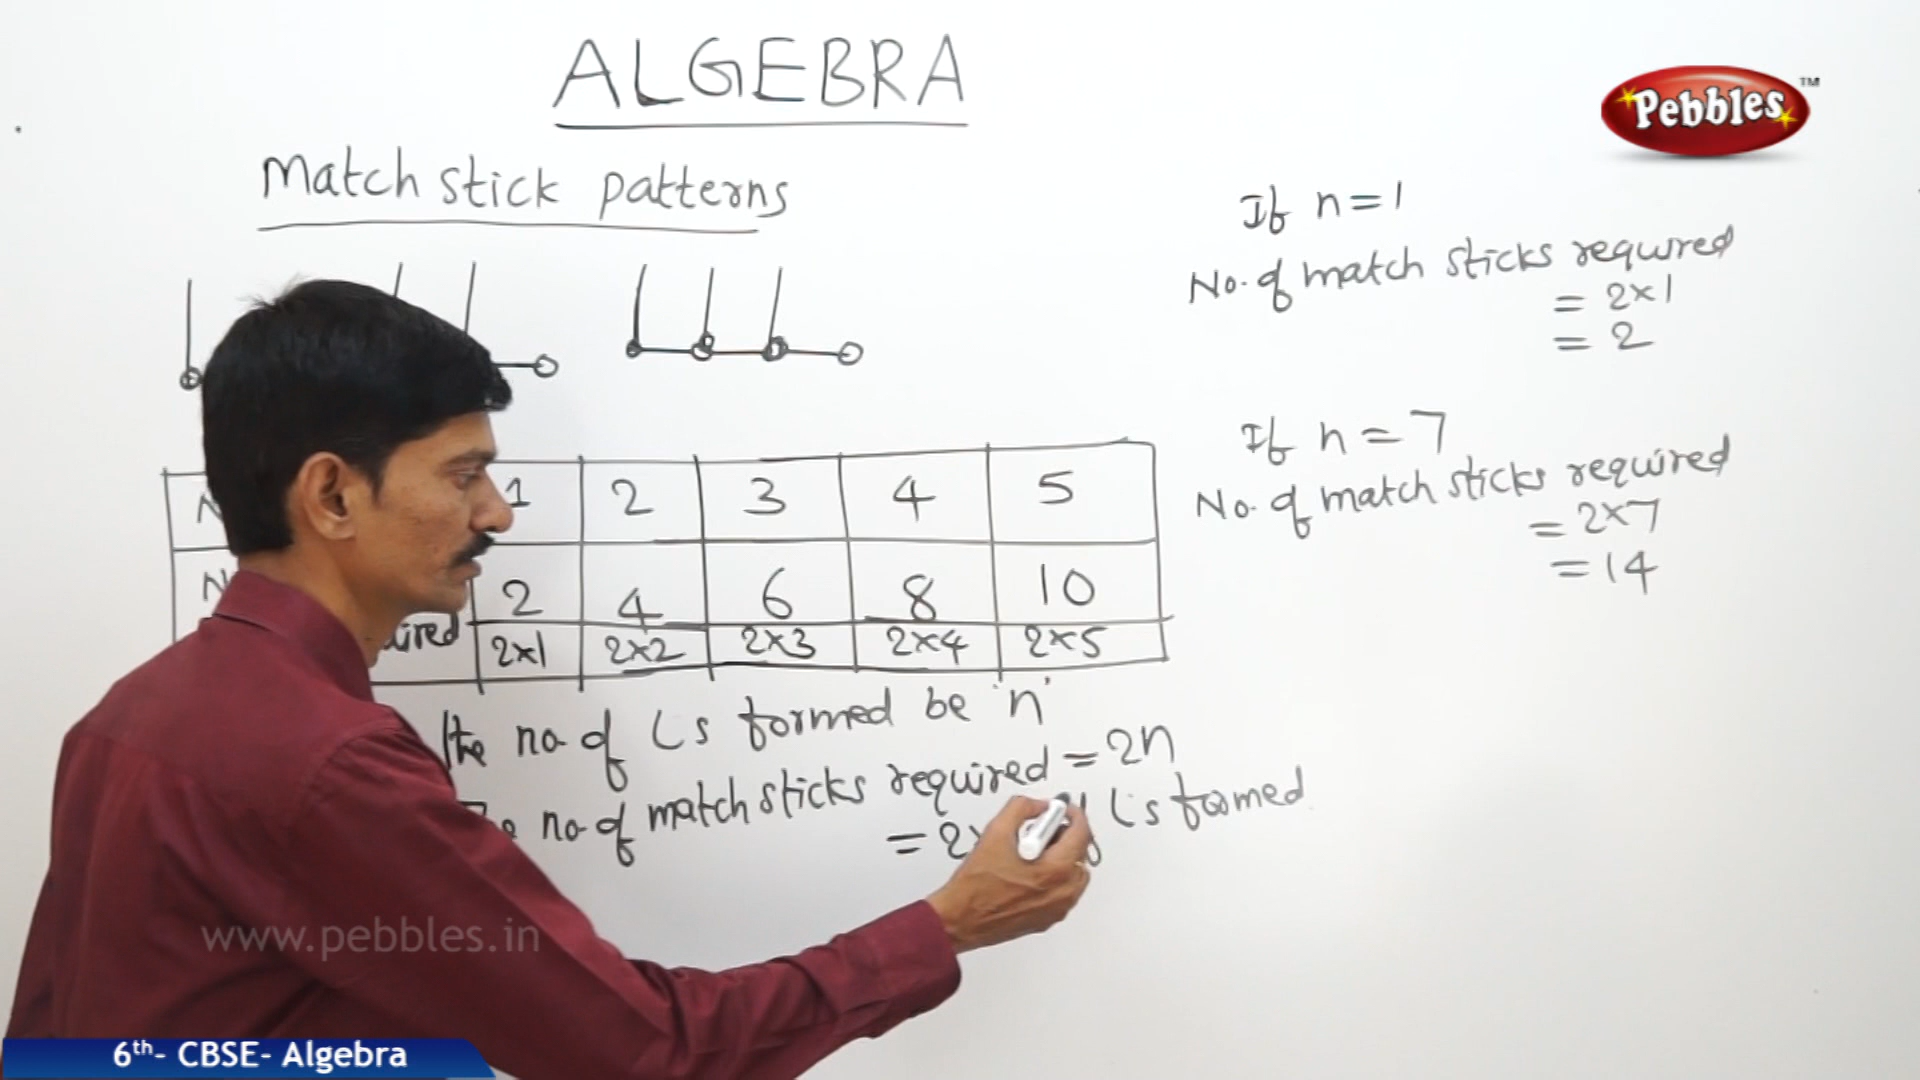 ALGEBRA
Pebbles™
Match stick patterns
If n=1
No. of match sticks required
= 2×1
= 2
If n=7
No. of match sticks required
= 2×7
= 14
1 2 3 4 5
2 4 6 8 10
2×1 2×2 2×3 2×4 2×5
the no of Ls formed be 'n'
no of match sticks required = 2n
= 2× Ls formed
www.pebbles.in
6th- CBSE- Algebra